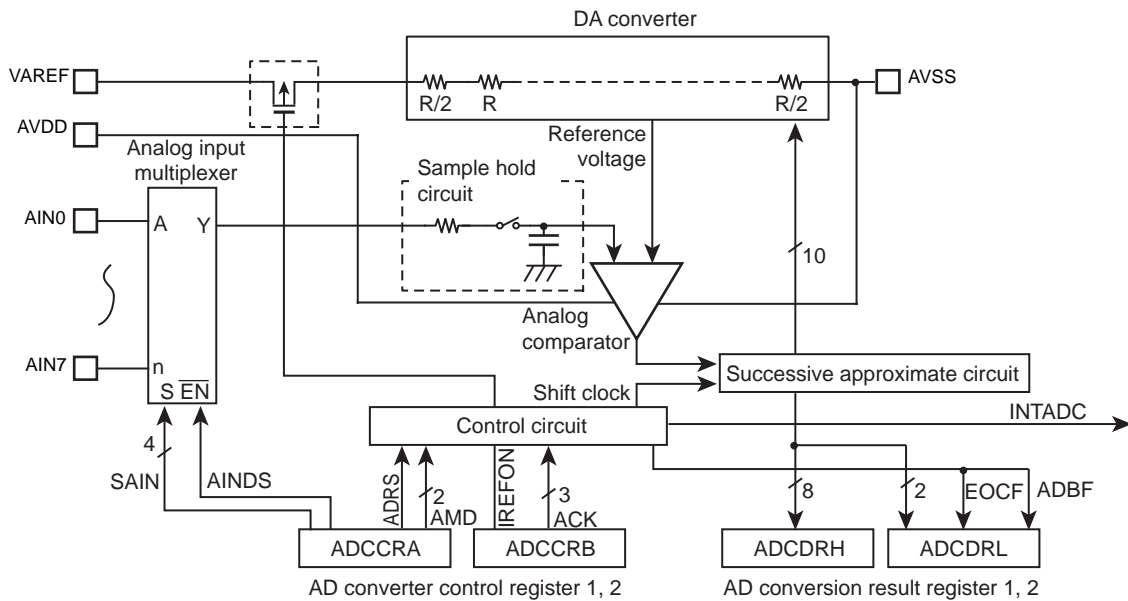 DA converter
VAREF
AVSS
R/2
R
R/2
AVDD
Reference
voltage
Analog input
multiplexer
Sample hold
circuit
AIN0
A
Y
10
Analog
comparator
AIN7
n
S EN
Successive approximate circuit
Shift clock
INTADC
Control circuit
4
SAIN
AINDS
ADRS
2
AMD
IREFON
3
ACK
8
2
EOCF
ADBF
ADCCRA
ADCCRB
ADCDRH
ADCDRL
AD converter control register 1, 2
AD conversion result register 1, 2